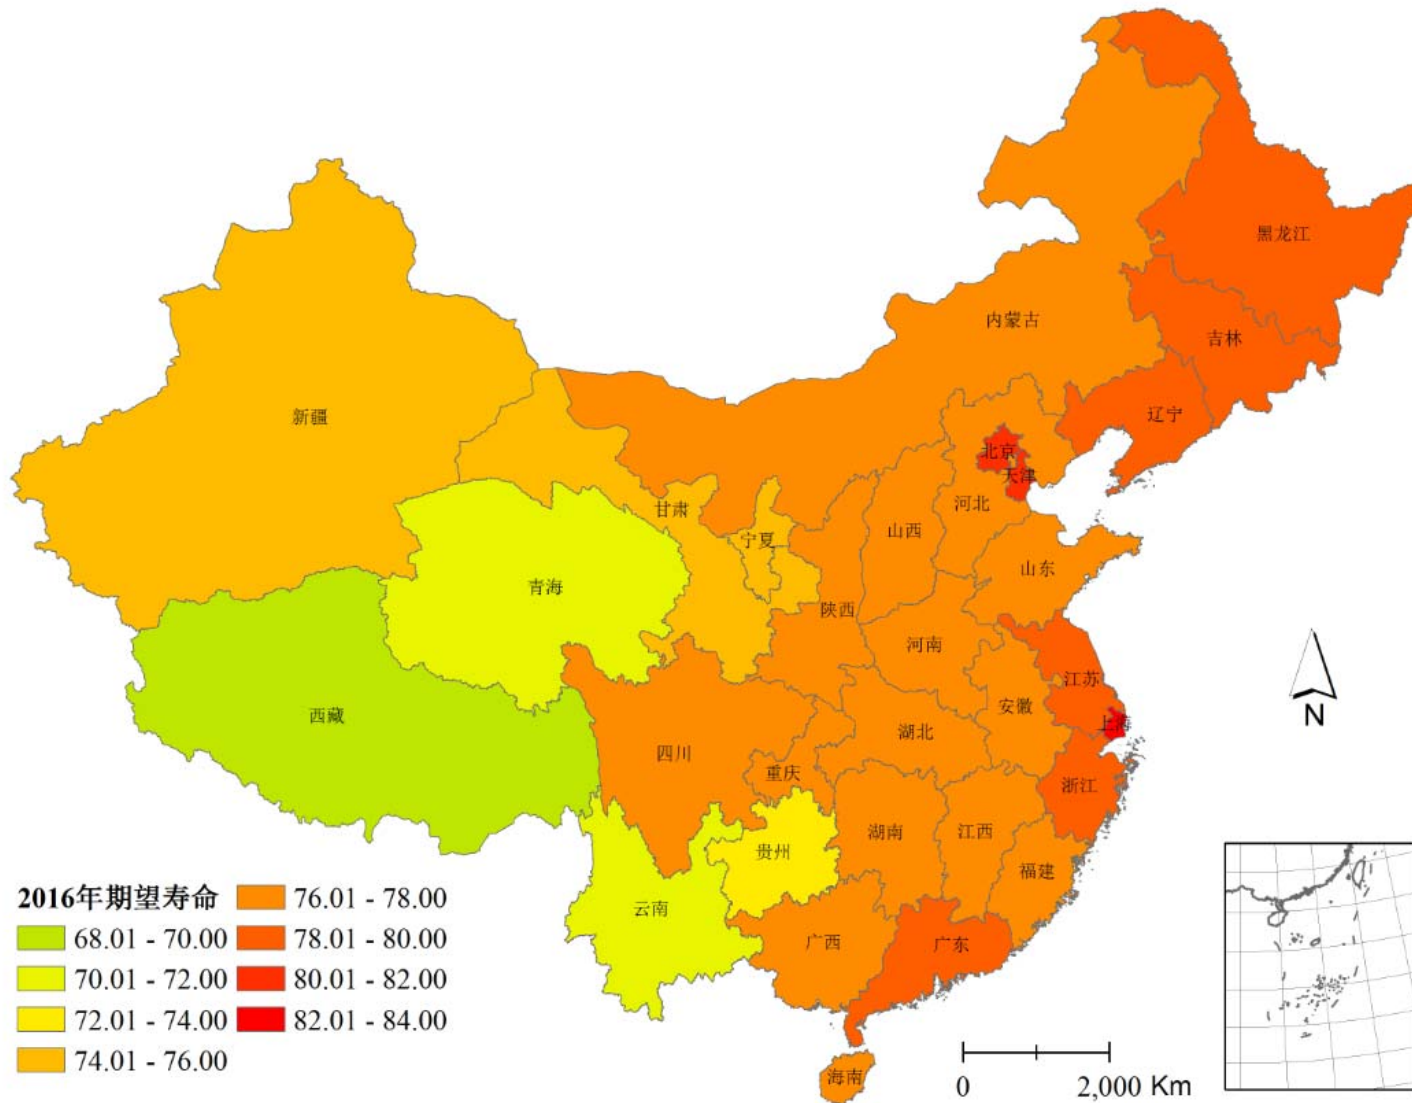 黑龙江
内蒙古
吉林
辽宁
新疆
北京
天津
河北
甘肃
山西
宁夏
山东
青海
陕西
河南
江苏
安徽
西藏
上海
湖北
四川
重庆
浙江
湖南
江西
贵州
福建
云南
广西
广东
海南
N
2016年期望寿命
68.01 - 70.00
70.01 - 72.00
72.01 - 74.00
74.01 - 76.00
76.01 - 78.00
78.01 - 80.00
80.01 - 82.00
82.01 - 84.00
0 2,000 Km